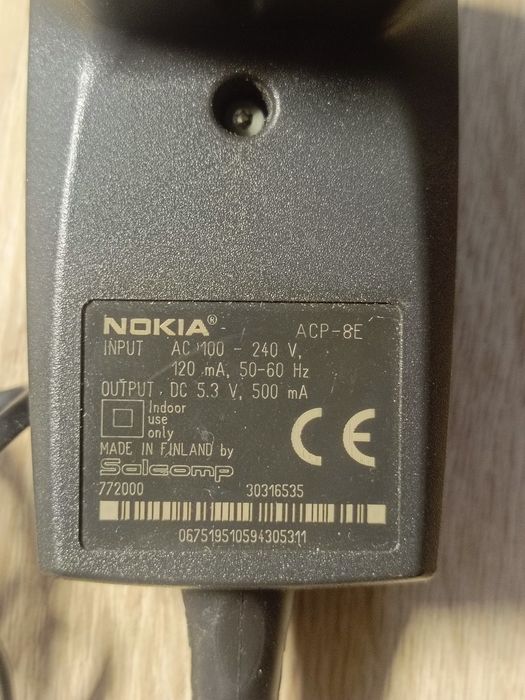 NOKIA® ACP-8E
INPUT AC 100 - 240 V,
120 mA, 50-60 Hz
OUTPUT DC 5.3 V, 500 mA
Indoor
use
only
MADE IN FINLAND by
Salcomp
CE
772000 30316535
067519510594305311